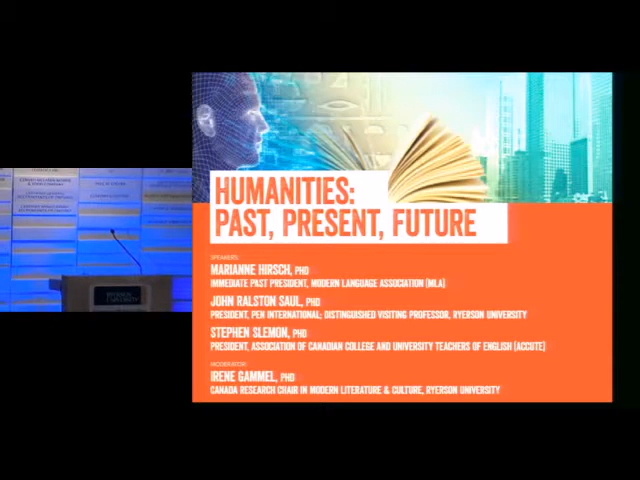 HUMANITIES:
PAST, PRESENT, FUTURE
SPEAKERS:
MARIANNE HIRSCH, PHD
IMMEDIATE PAST PRESIDENT, MODERN LANGUAGE ASSOCIATION (MLA)
JOHN RALSTON SAUL, PHD
PRESIDENT, PEN INTERNATIONAL; DISTINGUISHED VISITING PROFESSOR, RYERSON UNIVERSITY
STEPHEN SLEMON, PHD
PRESIDENT, ASSOCIATION OF CANADIAN COLLEGE AND UNIVERSITY TEACHERS OF ENGLISH (ACCUTE)
MODERATOR:
IRENE GAMMEL, PHD
CANADA RESEARCH CHAIR IN MODERN LITERATURE & CULTURE, RYERSON UNIVERSITY
RYERSON
UNIVERSITY